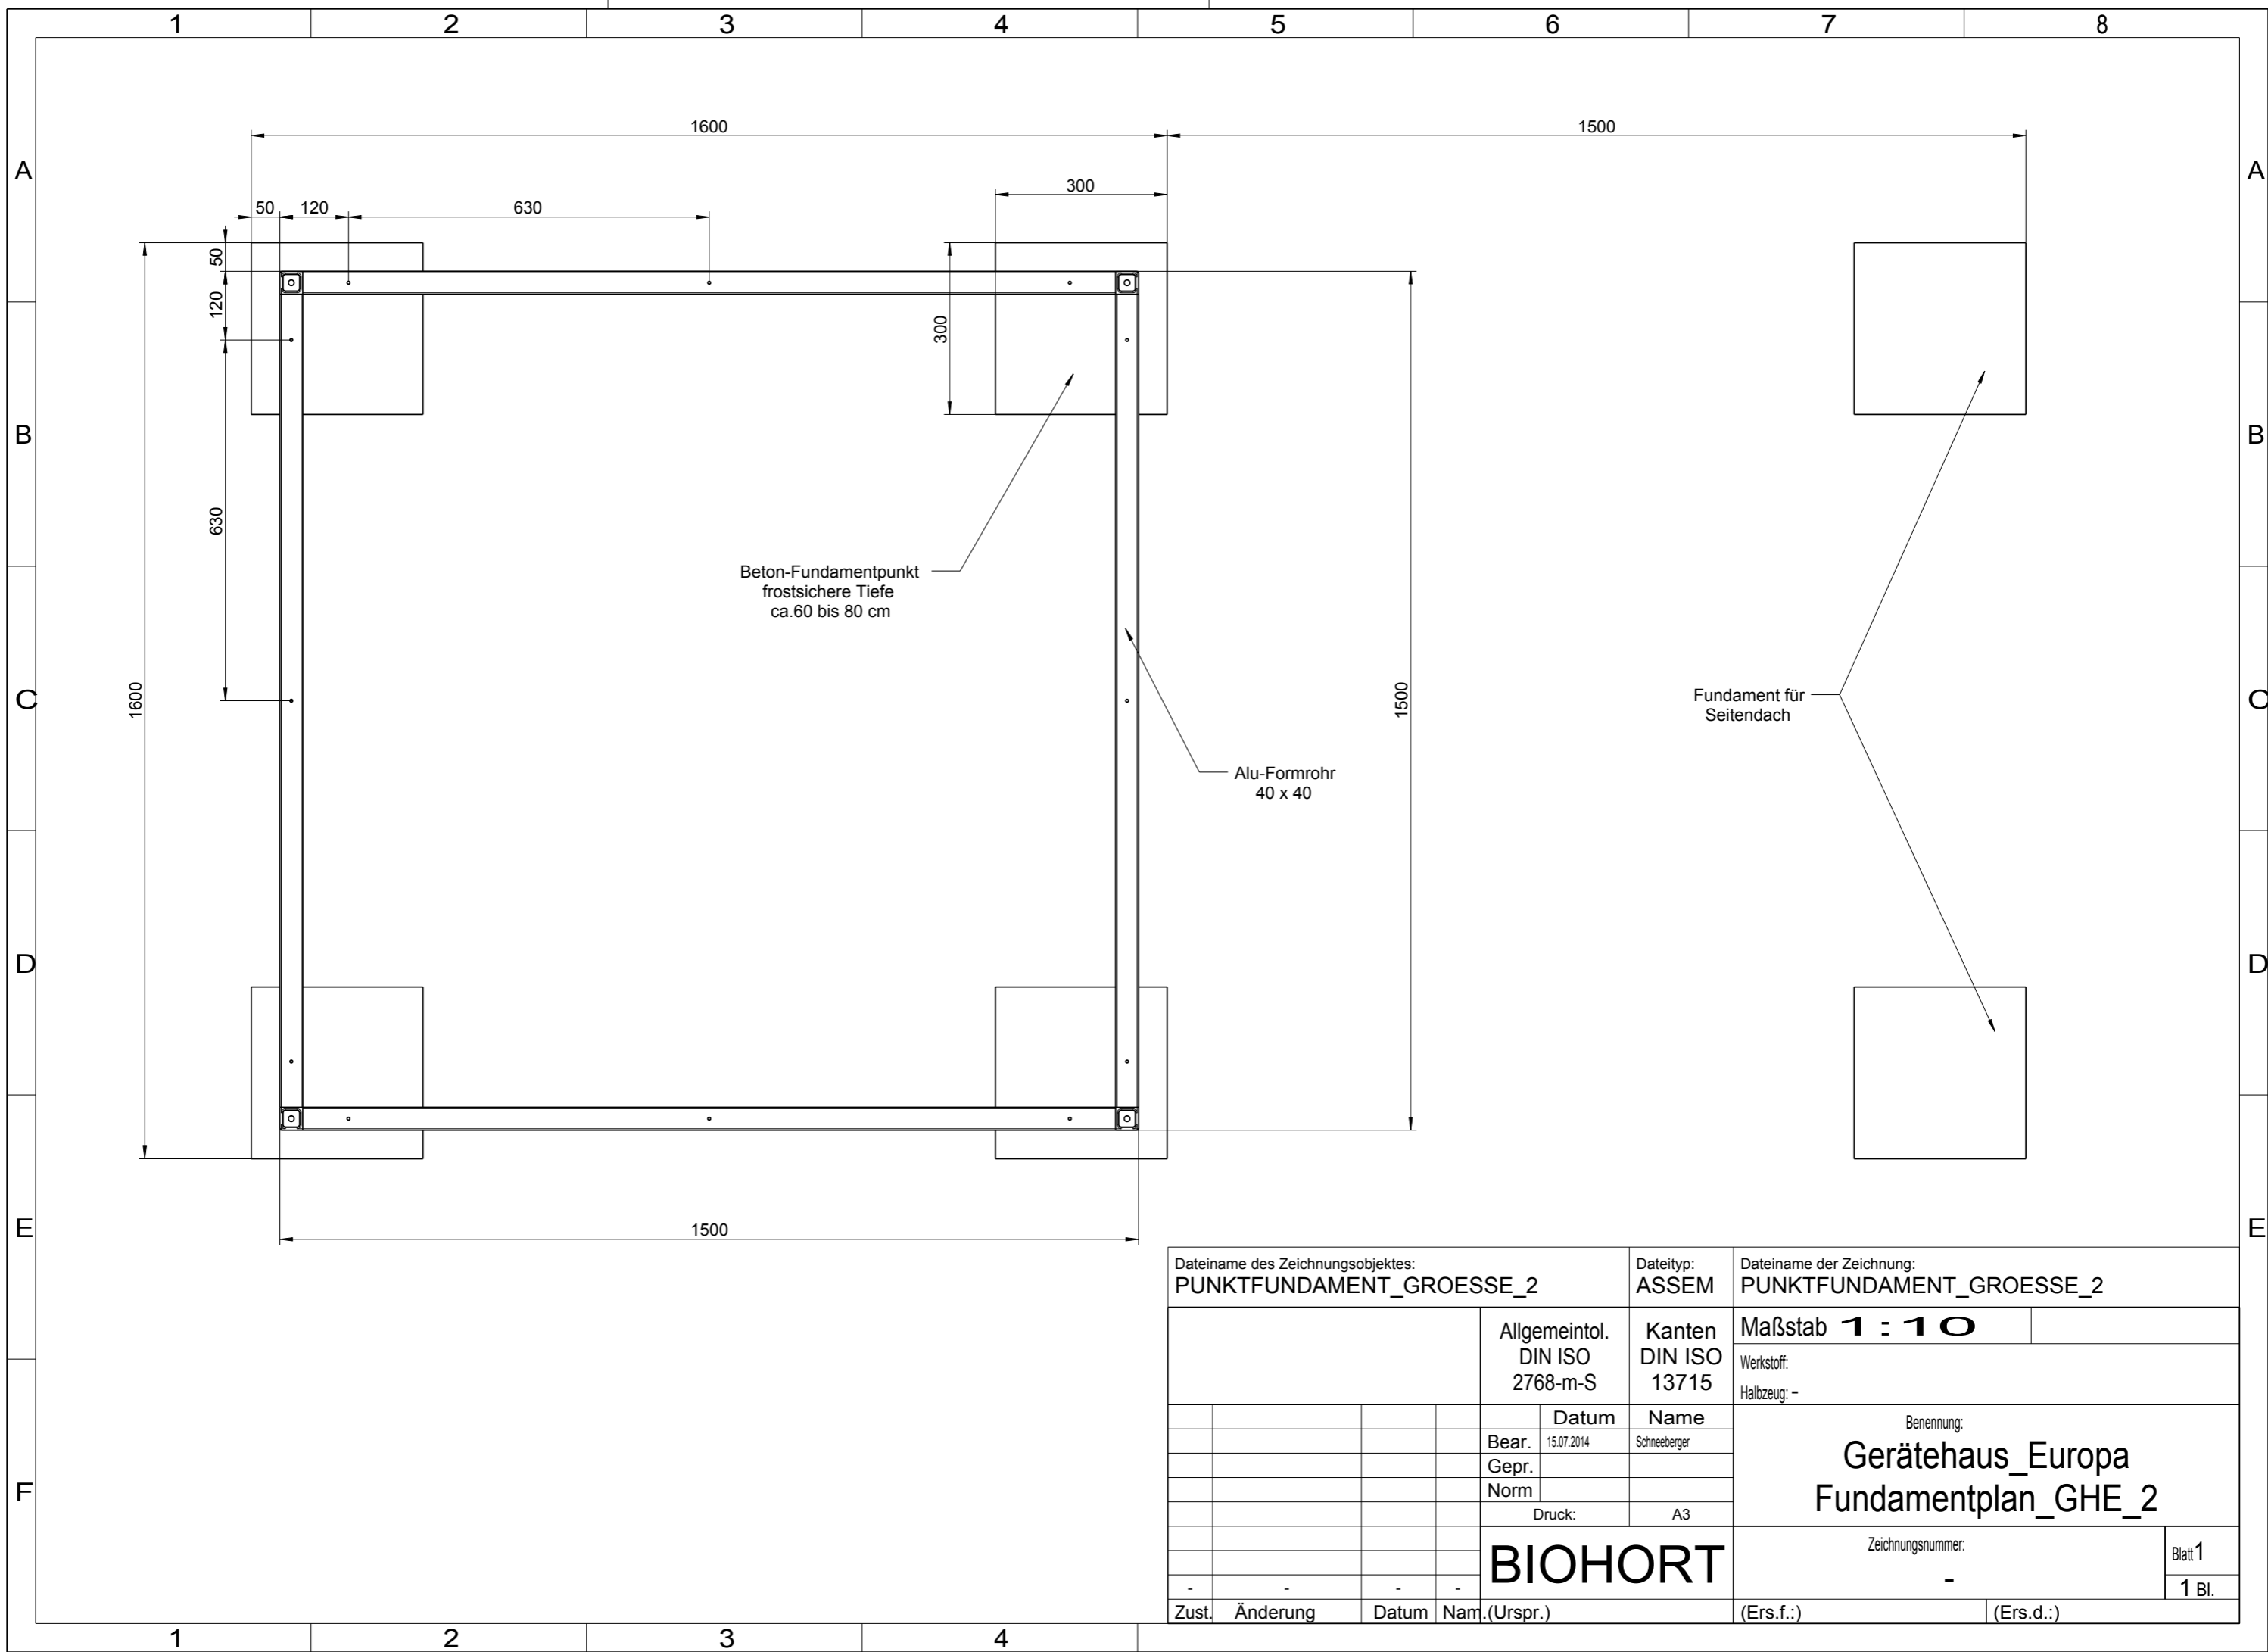 1 2 3 4 5 6 7 8
1600 1500
A A
300
50 120 630
50
120
300
B B
630
Beton-Fundamentpunkt
frostsichere Tiefe
ca.60 bis 80 cm
C C
1600
1500
Fundament für
Seitendach
Alu-Formrohr
40 x 40
D D
E E
1500
Dateiname des Zeichnungsobjektes:
PUNKTFUNDAMENT_GROESSE_2
Dateityp:
ASSEM
Dateiname der Zeichnung:
PUNKTFUNDAMENT_GROESSE_2
Allgemeintol.
DIN ISO
2768-m-S
Kanten
DIN ISO
13715
Maßstab 1:10
Werkstoff:
Halbzeug: -
Datum Name
Bear. 15.07.2014 Schneeberger
Gepr.
Norm
Druck: A3
Benennung:
Gerätehaus_Europa
Fundamentplan_GHE_2
F
BIOHORT
Zeichnungsnummer:
-
Blatt 1
1 Bl.
- - - -
Zust. Änderung Datum Nam. (Urspr.) (Ers.f.:) (Ers.d.:)
1 2 3 4